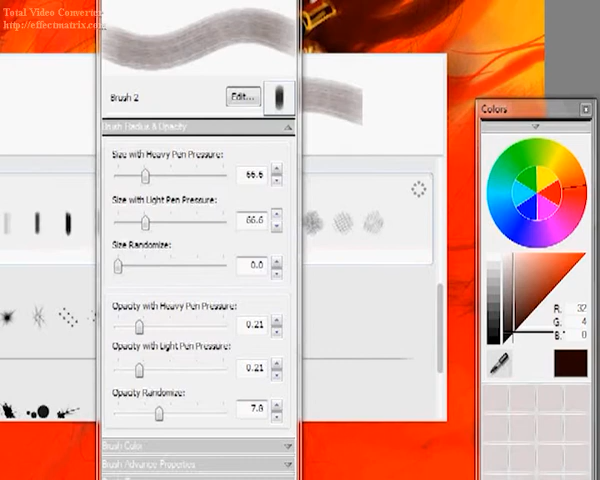 Total Video Converter
http://effectmatrix.com
Brush 2
Edit...
Brush Radius & Opacity
Size with Heavy Pen Pressure:
66.6
Size with Light Pen Pressure:
66.6
Size Randomize:
0.0
Opacity with Heavy Pen Pressure:
0.21
Opacity with Light Pen Pressure:
0.21
Opacity Randomize:
7.8
Brush Color
Brush Advance Properties
Colors
R: 32
G: 4
B: 0